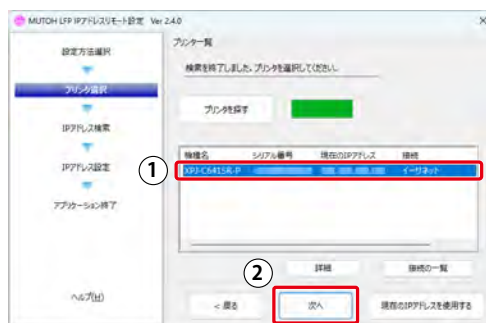 MUTOH LFP IPアドレスリモート設定 Ver 2.4.0
設定方法選択
プリンタ選択
IPアドレス検索
IPアドレス設定
アプリケーション終了
ヘルプ(H)
プリンタ一覧
検索を終了しました。プリンタを選択してください。
プリンタを探す
機種名 シリアル番号 現在のIPアドレス 接続
① XPJ-C641SR-P イーサネット
詳細 接続の一覧
②
< 戻る 次へ 現在のIPアドレスを使用する